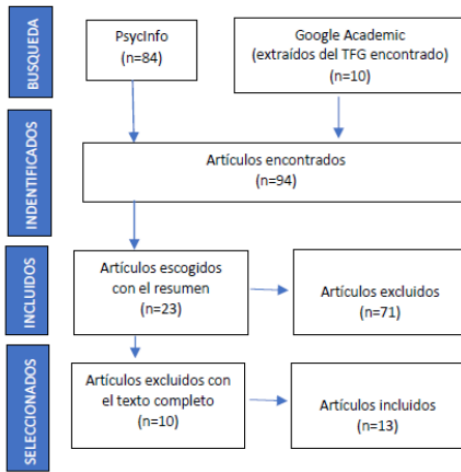 BUSQUEDA
PsycInfo
(n=84)
Google Academic
(extraídos del TFG encontrado)
(n=10)
INDENTIFICADOS
Artículos encontrados
(n=94)
INCLUIDOS
Artículos escogidos
con el resumen
(n=23)
Artículos excluidos
(n=71)
SELECCIONADOS
Artículos excluidos con
el texto completo
(n=10)
Artículos incluidos
(n=13)